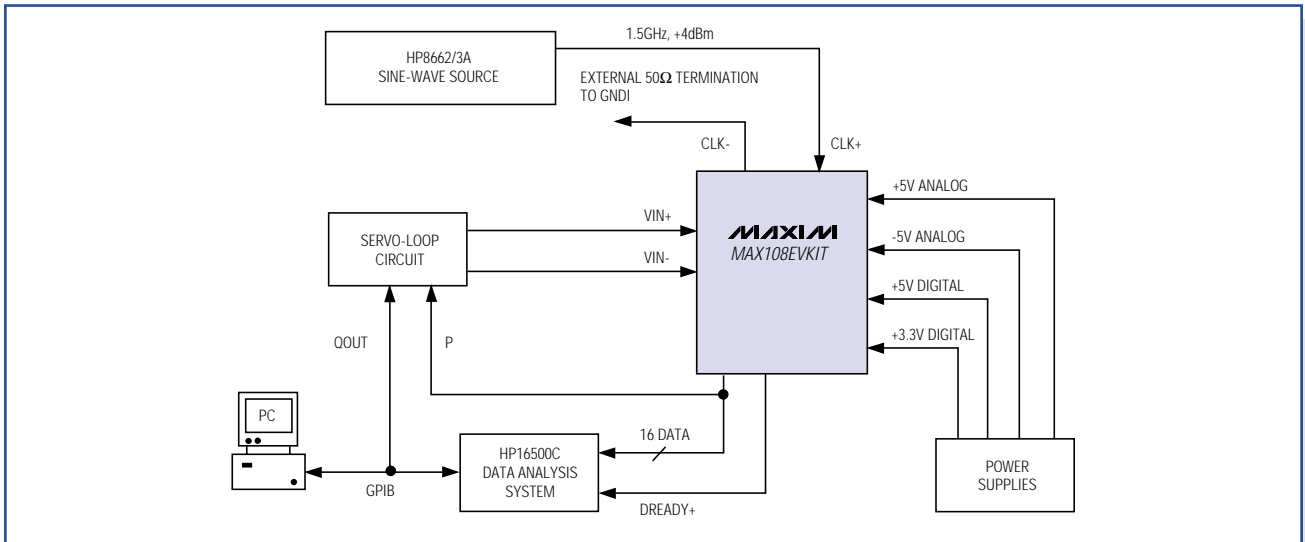 1.5GHz, +4dBm
HP8662/3A
SINE-WAVE SOURCE
EXTERNAL 50Ω TERMINATION
TO GNDI
CLK-
CLK+
+5V ANALOG
VIN+
MAXIM
MAX108EVKIT
-5V ANALOG
SERVO-LOOP
CIRCUIT
VIN-
+5V DIGITAL
+3.3V DIGITAL
QOUT
P
PC
16 DATA
HP16500C
DATA ANALYSIS
SYSTEM
POWER
SUPPLIES
GPIB
DREADY+